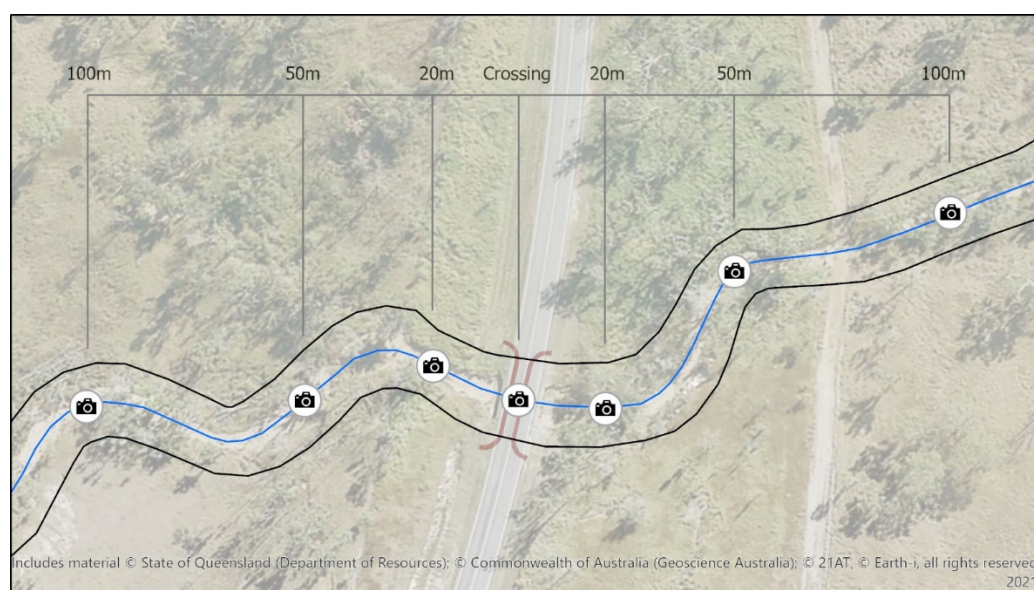 100m 50m 20m Crossing 20m 50m 100m
Includes material © State of Queensland (Department of Resources); © Commonwealth of Australia (Geoscience Australia); © 21AT, © Earth-i, all rights reserved
2021